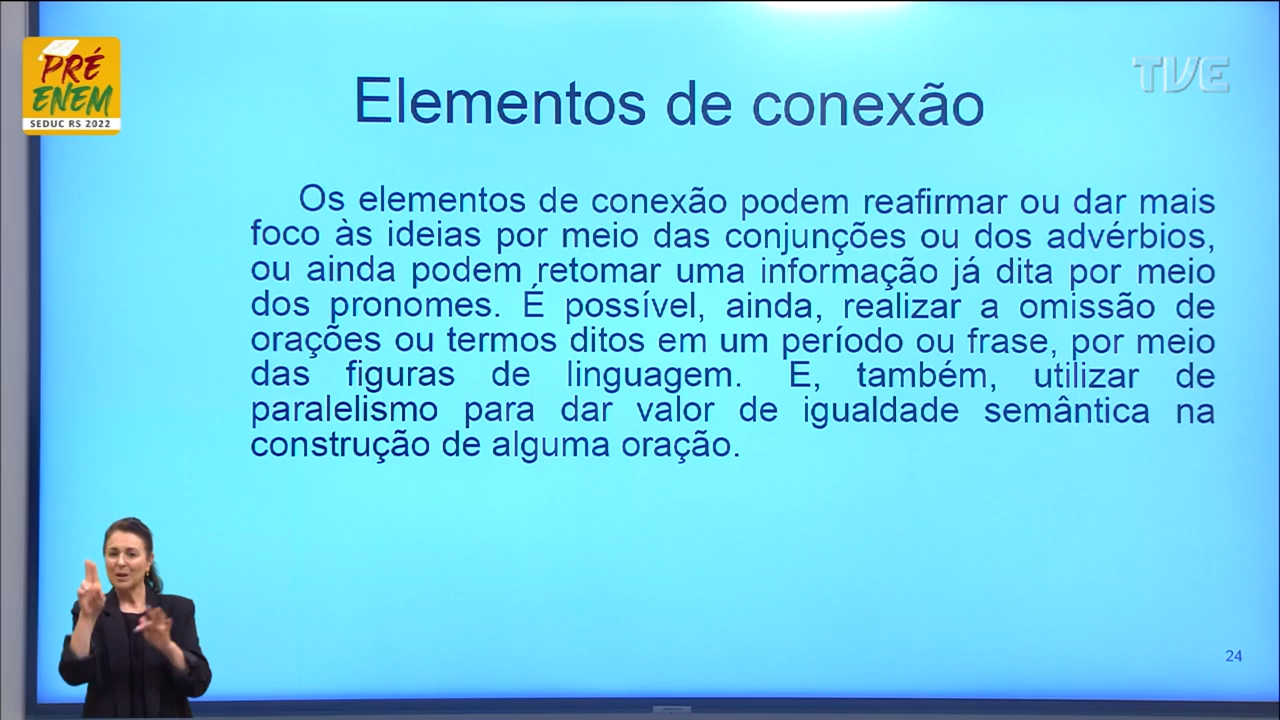 PRÉ
ENEM
SEDUC RS 2022
TVE
Elementos de conexão
Os elementos de conexão podem reafirmar ou dar mais
foco às ideias por meio das conjunções ou dos advérbios,
ou ainda podem retomar uma informação já dita por meio
dos pronomes. É possível, ainda, realizar a omissão de
orações ou termos ditos em um período ou frase, por meio
das figuras de linguagem. E, também, utilizar de
paralelismo para dar valor de igualdade semântica na
construção de alguma oração.
24